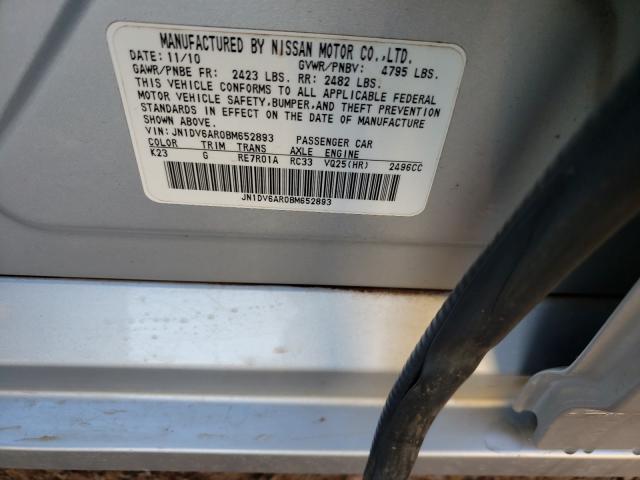 MANUFACTURED BY NISSAN MOTOR CO.,LTD.
DATE: 11/10 GVWR/PNBV: 4795 LBS.
GAWR/PNBE FR: 2423 LBS. RR: 2482 LBS.
THIS VEHICLE CONFORMS TO ALL APPLICABLE FEDERAL
MOTOR VEHICLE SAFETY,BUMPER,AND THEFT PREVENTION
STANDARDS IN EFFECT ON THE DATE OF MANUFACTURE
SHOWN ABOVE.
VIN: JN1DV6AR0BM652893 PASSENGER CAR
COLOR TRIM TRANS AXLE ENGINE
K23 G RE7R01A RC33 VQ25(HR) 2496CC
JN1DV6AR0BM652893